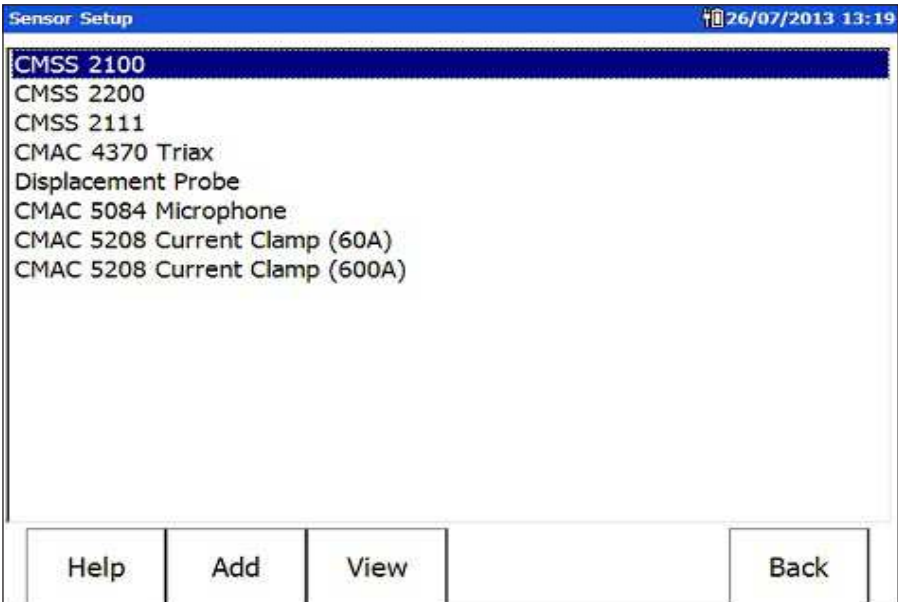 Sensor Setup 26/07/2013 13:19
CMSS 2100
CMSS 2200
CMSS 2111
CMAC 4370 Triax
Displacement Probe
CMAC 5084 Microphone
CMAC 5208 Current Clamp (60A)
CMAC 5208 Current Clamp (600A)
Help Add View Back